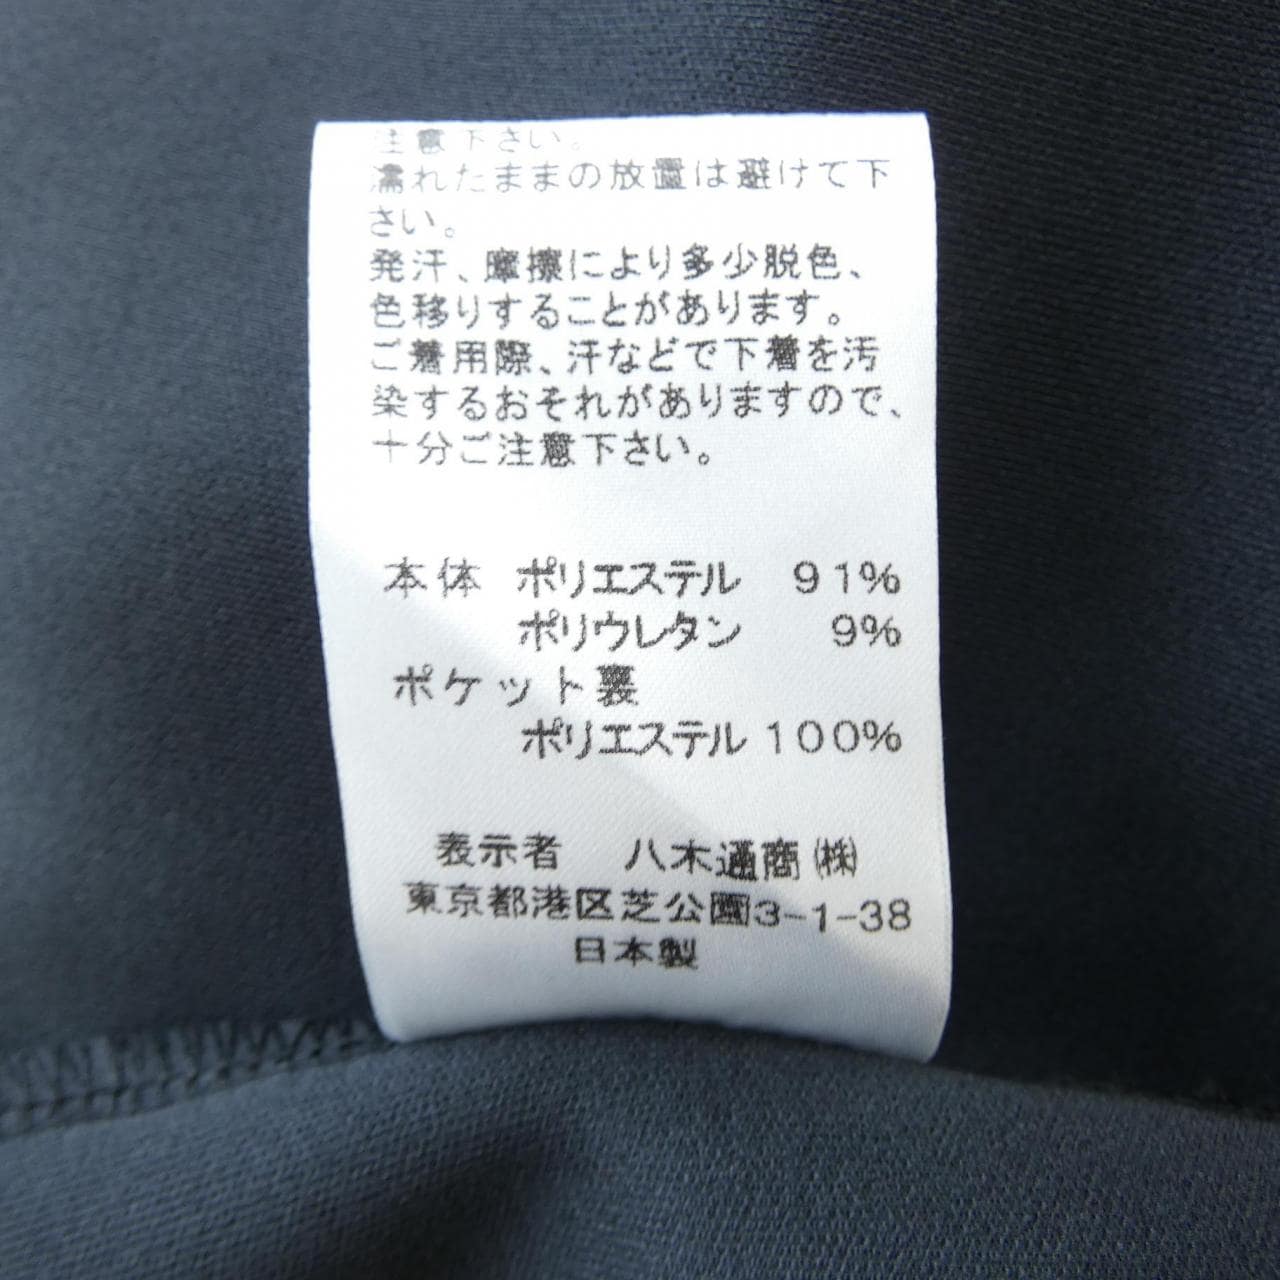 注意下さい。
濡れたままの放置は避けて下
さい。
発汗、摩擦により多少脱色、
色移りすることがあります。
ご着用際、汗などで下着を汚
染するおそれがありますので、
十分ご注意下さい。
本体 ポリエステル 91%
ポリウレタン 9%
ポケット裏
ポリエステル 100%
表示者 八木通商㈱
東京都港区芝公園3-1-38
日本製